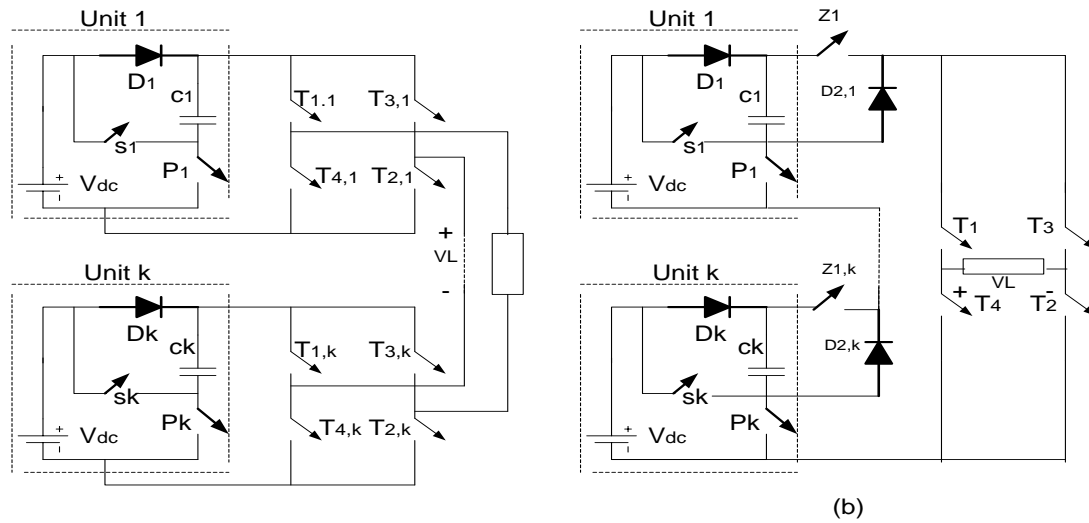 Unit 1
D1
c1
s1
P1
Vdc
+
-
T1.1
T3,1
T4,1
T2,1
+
VL
-
Unit k
Dk
ck
sk
Pk
Vdc
+
-
T1,k
T3,k
T4,k
T2,k
Unit 1
D1
c1
s1
P1
Vdc
+
-
Z1
D2,1
T1
T3
VL
+
-
T4
T2
Unit k
Dk
ck
sk
Pk
Vdc
+
-
Z1,k
D2,k
(b)